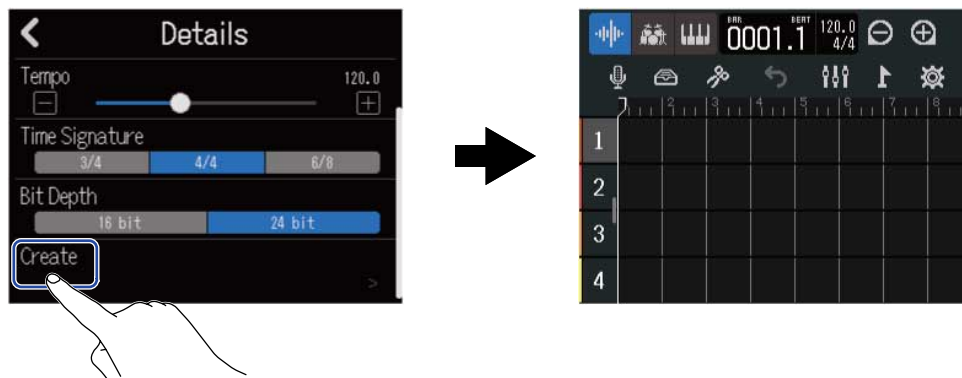 Details
Tempo
120.0
Time Signature
3/4 4/4 6/8
Bit Depth
16 bit 24 bit
Create
>
BAR BEAT
0001.1
120.0
4/4
2 3 4 5 6 7 8
1
2
3
4